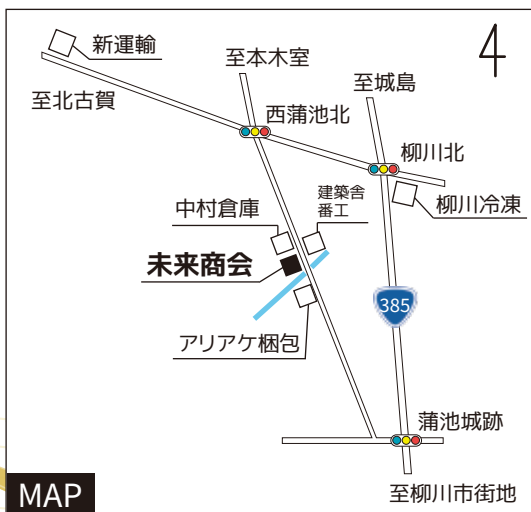 新運輸
至本木室
4
至城島
至北古賀
西蒲池北
柳川北
柳川冷凍
中村倉庫
建築舎
番工
未来商会
385
アリアケ梱包
蒲池城跡
至柳川市街地
MAP